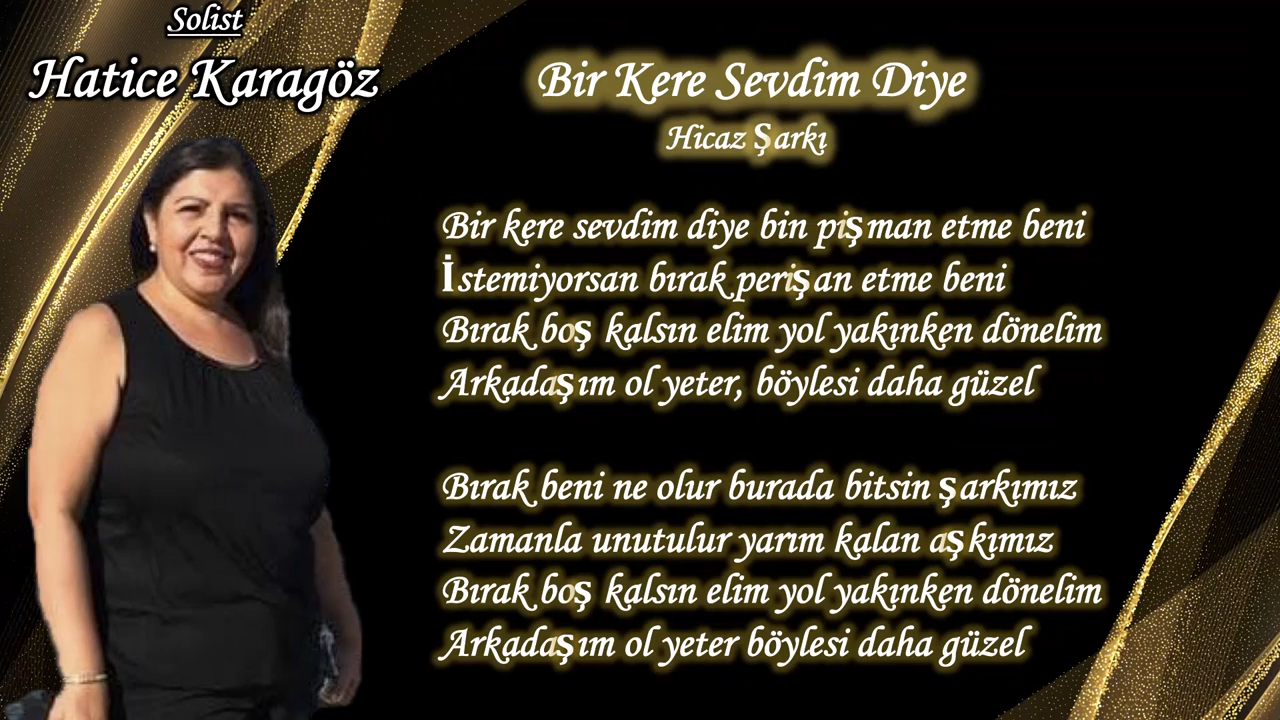 Solist
Hatice Karagöz
Bir Kere Sevdim Diye
Hicaz Şarkı
Bir kere sevdim diye bin pişman etme beni
İstemiyorsan bırak perişan etme beni
Bırak boş kalsın elim yol yakınken dönelim
Arkadaşım ol yeter, böylesi daha güzel
Bırak beni ne olur burada bitsin şarkımız
Zamanla unutulur yarım kalan aşkımız
Bırak boş kalsın elim yol yakınken dönelim
Arkadaşım ol yeter böylesi daha güzel